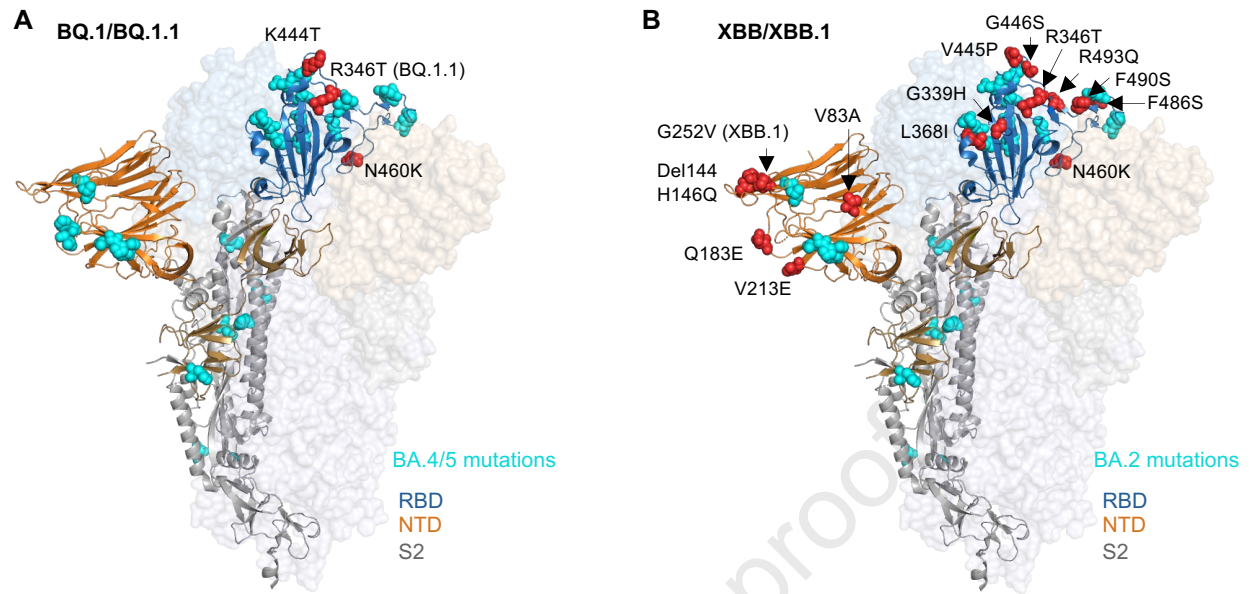 A
BQ.1/BQ.1.1
K444T
R346T (BQ.1.1)
N460K
BA.4/5 mutations
RBD
NTD
S2
B
XBB/XBB.1
G446S
V445P
R346T
R493Q
F490S
F486S
G339H
L368I
V83A
G252V (XBB.1)
Del144
H146Q
N460K
Q183E
V213E
BA.2 mutations
RBD
NTD
S2
proof